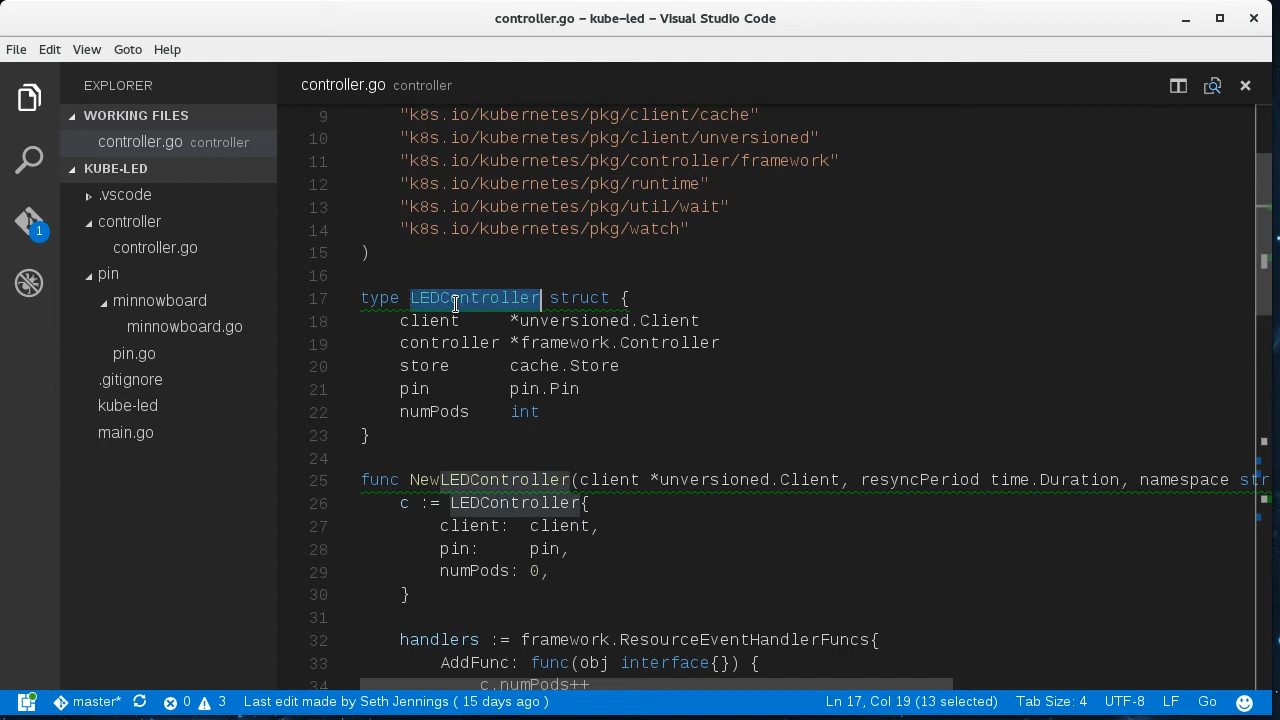 controller.go – kube-led – Visual Studio Code
File Edit View Goto Help
EXPLORER
WORKING FILES
controller.go controller
KUBE-LED
.vscode
controller
controller.go
pin
minnowboard
minnowboard.go
pin.go
.gitignore
kube-led
main.go
1
controller.go controller
9 "k8s.io/kubernetes/pkg/client/cache"
10 "k8s.io/kubernetes/pkg/client/unversioned"
11 "k8s.io/kubernetes/pkg/controller/framework"
12 "k8s.io/kubernetes/pkg/runtime"
13 "k8s.io/kubernetes/pkg/util/wait"
14 "k8s.io/kubernetes/pkg/watch"
15 )
16
17 type LEDController struct {
18 client *unversioned.Client
19 controller *framework.Controller
20 store cache.Store
21 pin pin.Pin
22 numPods int
23 }
24
25 func NewLEDController(client *unversioned.Client, resyncPeriod time.Duration, namespace str
26 c := LEDController{
27 client: client,
28 pin: pin,
29 numPods: 0,
30 }
31
32 handlers := framework.ResourceEventHandlerFuncs{
33 AddFunc: func(obj interface{}) {
34 c.numPods++
master* 0 3 Last edit made by Seth Jennings ( 15 days ago ) Ln 17, Col 19 (13 selected) Tab Size: 4 UTF-8 LF Go